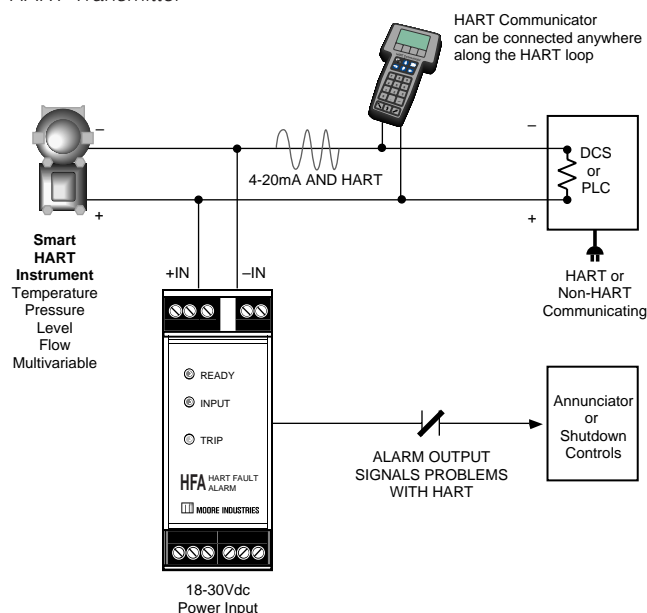 HART Transmitter
HART Communicator
can be connected anywhere
along the HART loop
–
–
4-20mA AND HART
DCS
or
PLC
+
+
Smart
HART
Instrument
Temperature
Pressure
Level
Flow
Multivariable
+IN
–IN
HART or
Non-HART
Communicating
READY
INPUT
TRIP
HFA HART FAULT
ALARM
MOORE INDUSTRIES
ALARM OUTPUT
SIGNALS PROBLEMS
WITH HART
Annunciator
or
Shutdown
Controls
18-30Vdc
Power Input